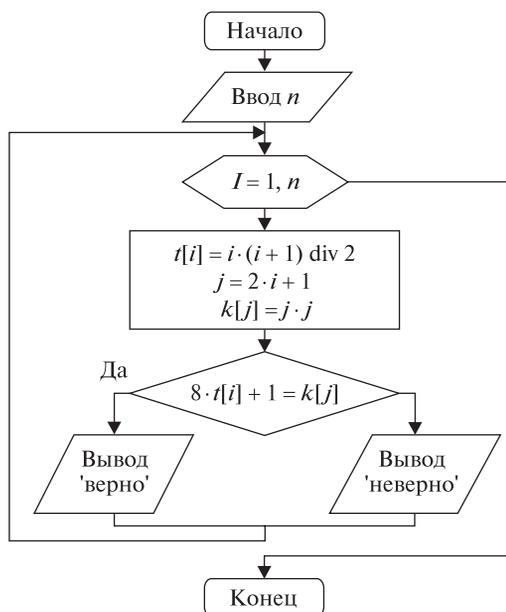 Начало
Ввод n
I = 1, n
t[i] = i · (i + 1) div 2
j = 2 · i + 1
k[j] = j · j
Да
8 · t[i] + 1 = k[j]
Вывод
'верно'
Вывод
'неверно'
Конец